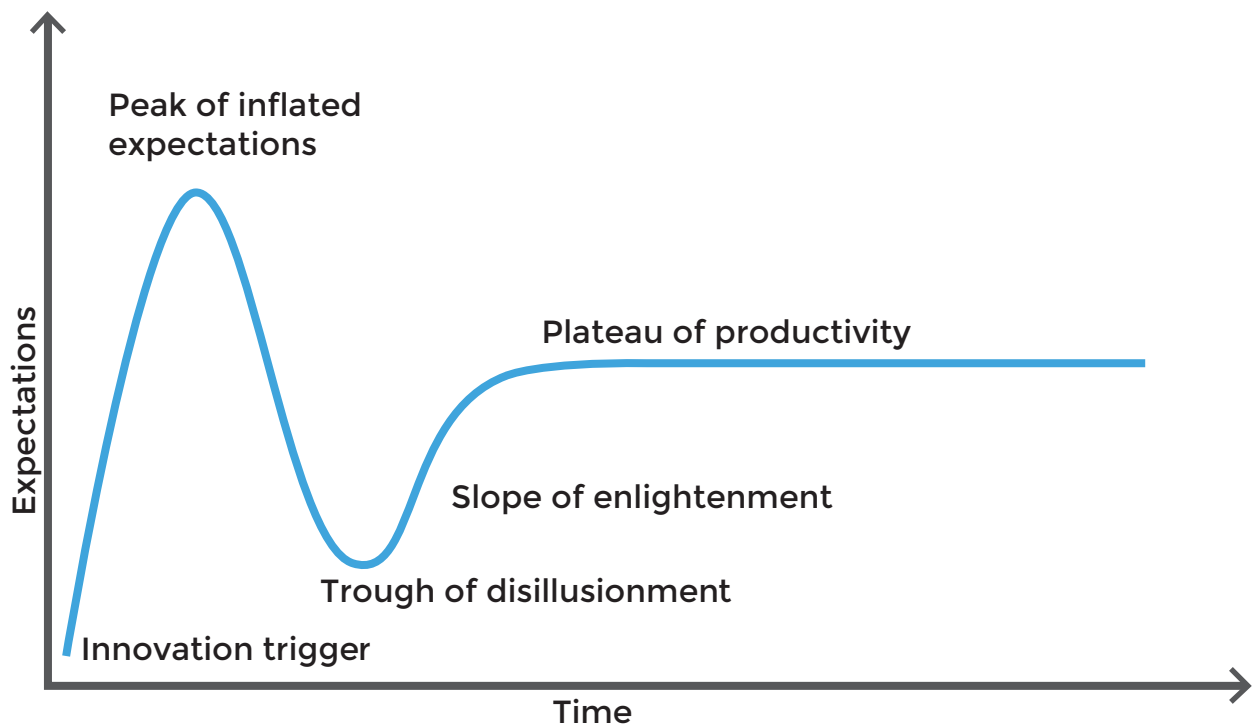 Peak of inflated
expectations
Plateau of productivity
Expectations
Slope of enlightenment
Trough of disillusionment
Innovation trigger
Time